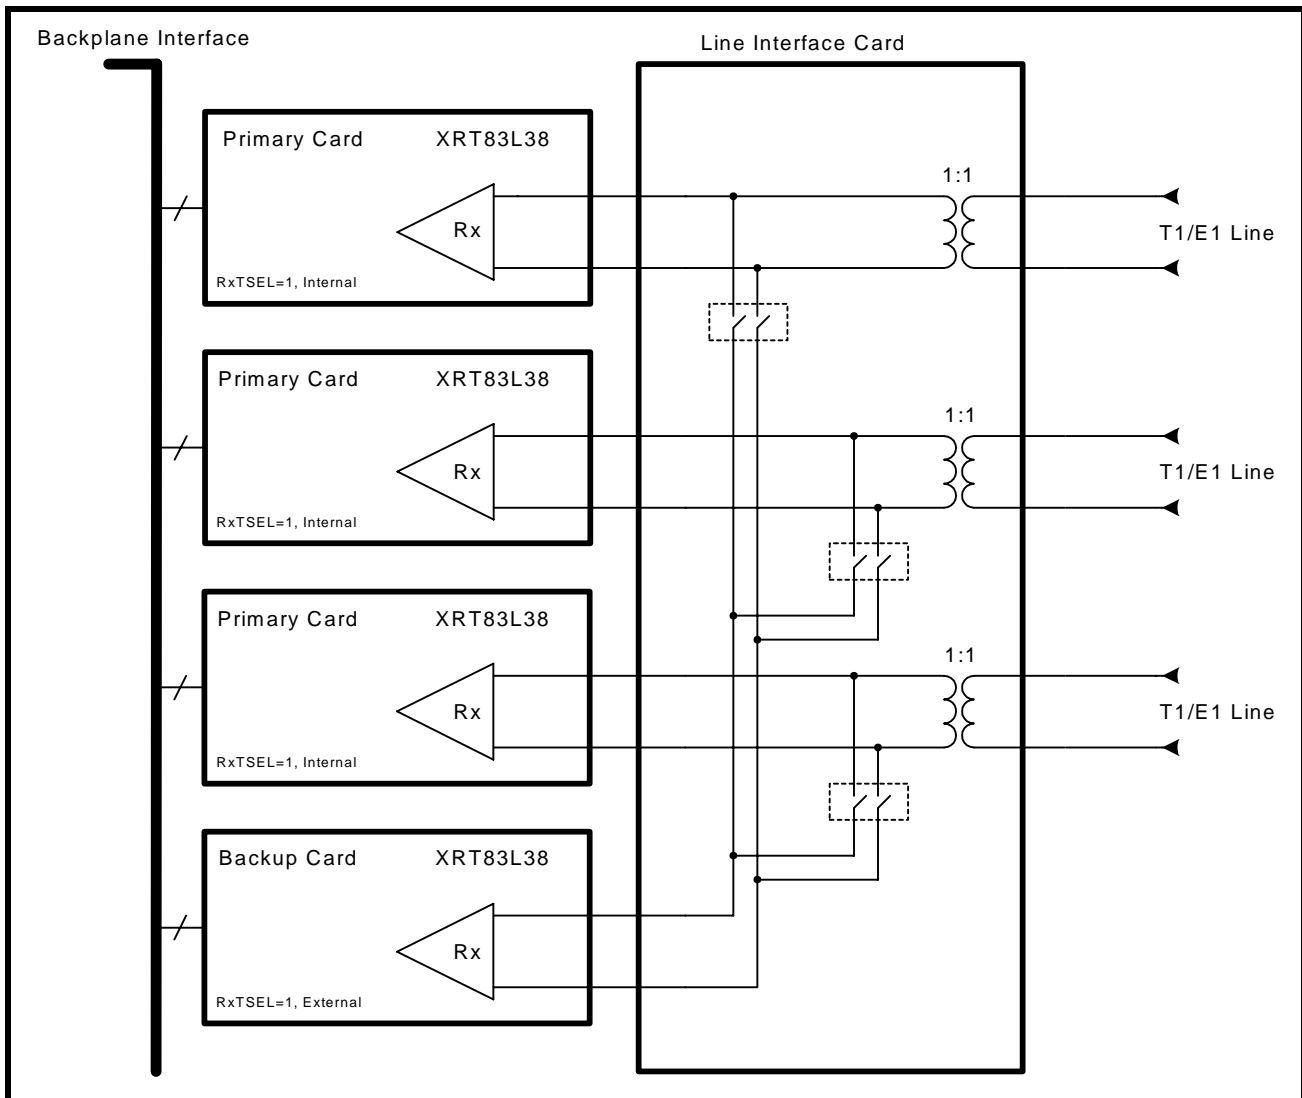 Backplane Interface
Line Interface Card
Primary Card XRT83L38
Rx
RxTSEL=1, Internal
1:1
T1/E1 Line
Primary Card XRT83L38
Rx
RxTSEL=1, Internal
1:1
T1/E1 Line
Primary Card XRT83L38
Rx
RxTSEL=1, Internal
1:1
T1/E1 Line
Backup Card XRT83L38
Rx
RxTSEL=1, External